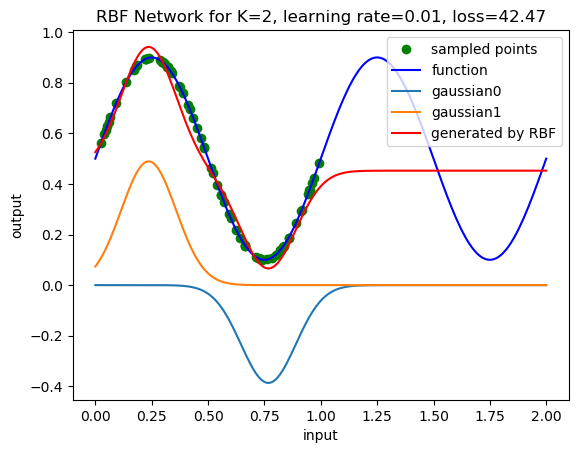 RBF Network for K=2, learning rate=0.01, loss=42.47
sampled points
function
gaussian0
gaussian1
generated by RBF
output
1.0
0.8
0.6
0.4
0.2
0.0
−0.2
−0.4
0.00 0.25 0.50 0.75 1.00 1.25 1.50 1.75 2.00
input